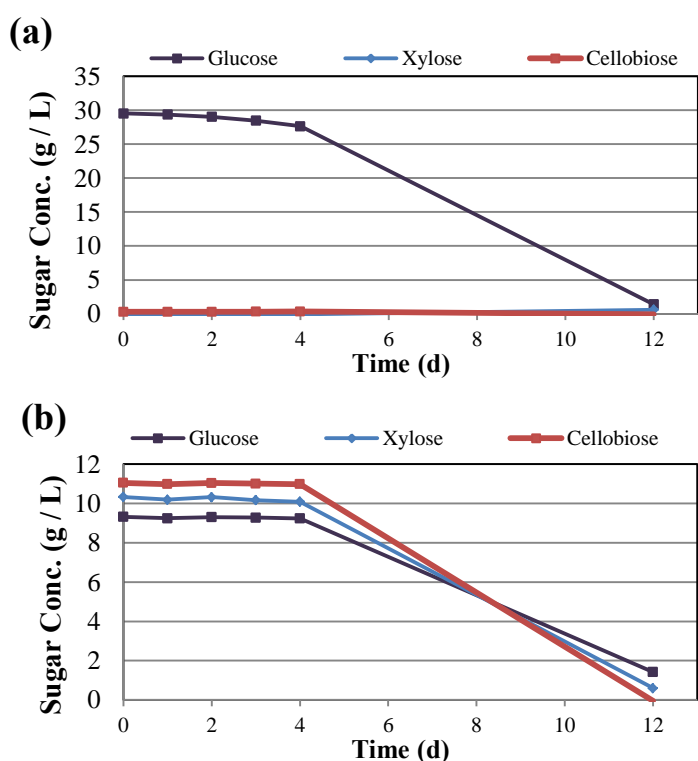 (a)
Glucose Xylose Cellobiose
35
30
25
20
15
10
5
0
0 2 4 6 8 10 12
Sugar Conc. (g / L)
Time (d)
(b)
Glucose Xylose Cellobiose
12
10
8
6
4
2
0
0 2 4 6 8 10 12
Sugar Conc. (g / L)
Time (d)